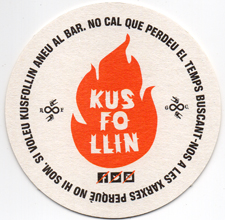 SI VOLEU KUSFOLLIN ANEU AL BAR. NO CAL QUE PERDEU EL TEMPS BUSCANT-NOS A LES XARXES PERQUÈ NO HI SOM.
KUS
FO
LLIN